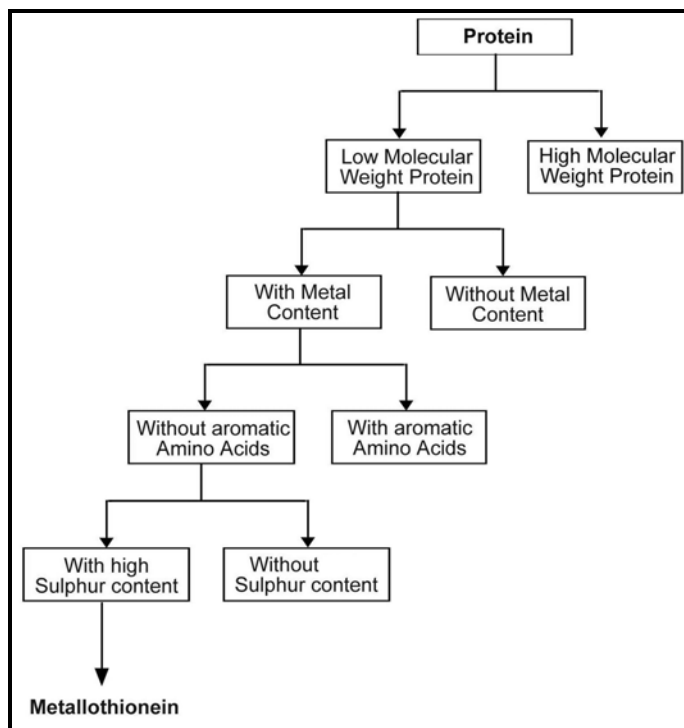 Protein
Low Molecular
Weight Protein
High Molecular
Weight Protein
With Metal
Content
Without Metal
Content
Without aromatic
Amino Acids
With aromatic
Amino Acids
With high
Sulphur content
Without
Sulphur content
Metallothionein